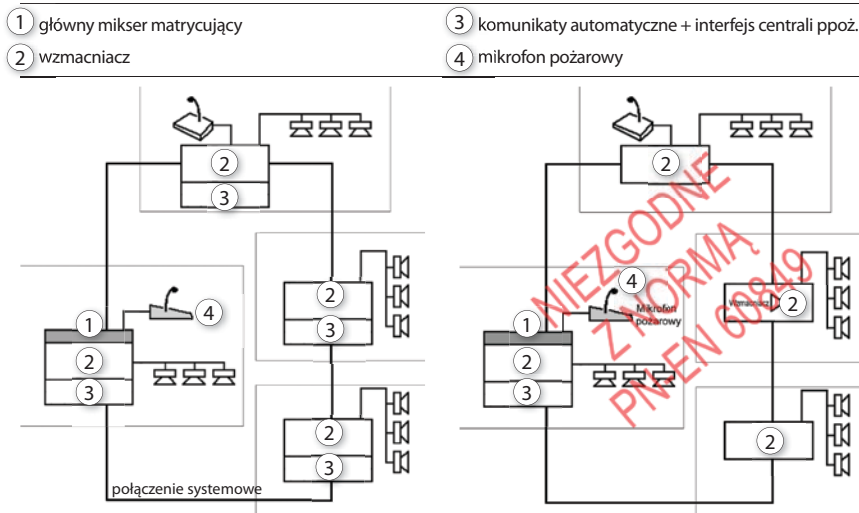 1 główny mikser matrycujący
2 wzmacniacz
3 komunikaty automatyczne + interfejs centrali ppoż.
4 mikrofon pożarowy
2
3
4
1
2
3
2
3
2
3
połączenie systemowe
2
4
Mikrofon
pożarowy
1
2
3
Wzmacniacz 2
2
NIEZGODNE
Z NORMĄ
PN-EN 60849